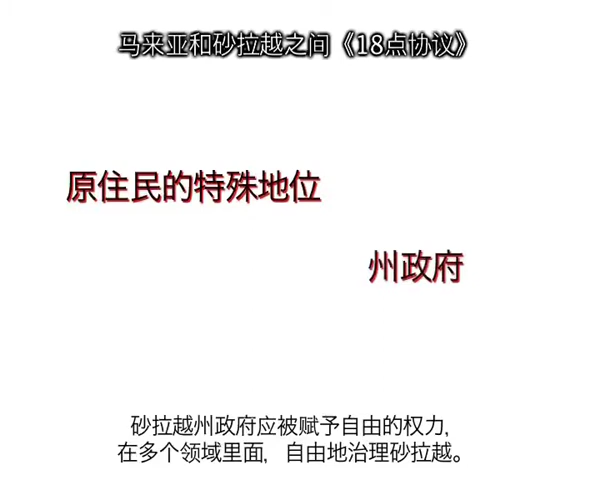 马来亚和砂拉越之间《18点协议》
原住民的特殊地位
州政府
砂拉越州政府应被赋予自由的权力,
在多个领域里面,自由地治理砂拉越。